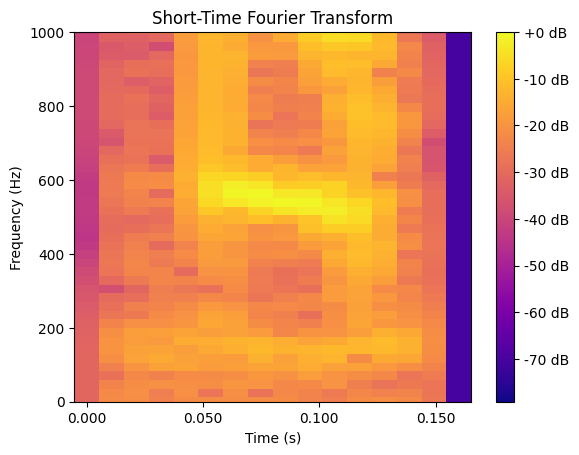 Short-Time Fourier Transform
1000
800
600
400
200
0
Frequency (Hz)
0.000
0.050
0.100
0.150
Time (s)
+0 dB
-10 dB
-20 dB
-30 dB
-40 dB
-50 dB
-60 dB
-70 dB